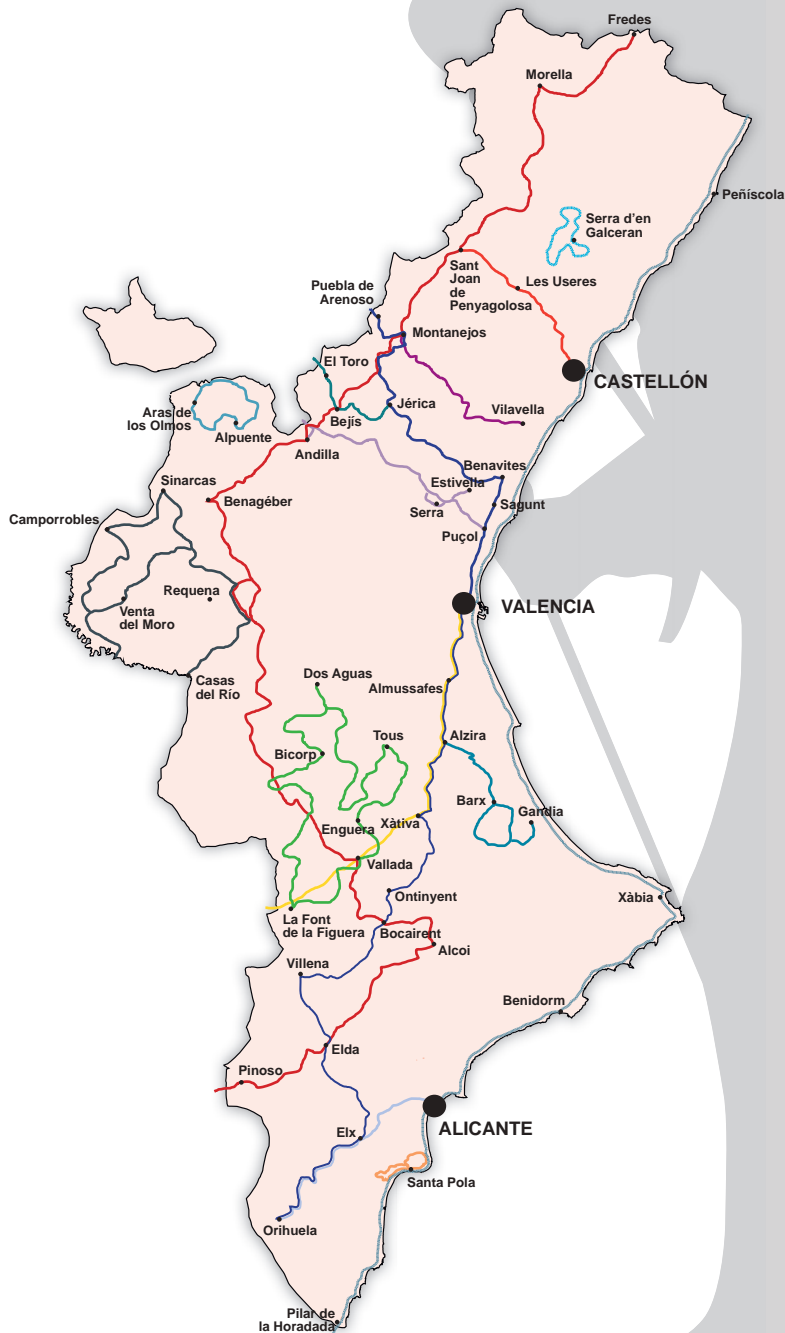 Fredes
Morella
Peñíscola
Serra d'en
Galceran
Sant
Joan
de
Penyagolosa
Les Useres
Puebla de
Arenoso
Montanejos
El Toro
CASTELLÓN
Aras de
los Olmos
Alpuente
Bejís
Jérica
Vilavella
Andilla
Sinarcas
Benavites
Estivella
Benagéber
Serra
Sagunt
Camporrobles
Puçol
Requena
Venta
del Moro
VALENCIA
Casas
del Río
Dos Aguas
Almussafes
Tous
Alzira
Bicorp
Barx
Gandia
Enguera
Xàtiva
Vallada
Ontinyent
Xàbia
La Font
de la Figuera
Bocairent
Alcoi
Villena
Benidorm
Elda
Pinoso
ALICANTE
Elx
Santa Pola
Orihuela
Pilar de
la Horadada